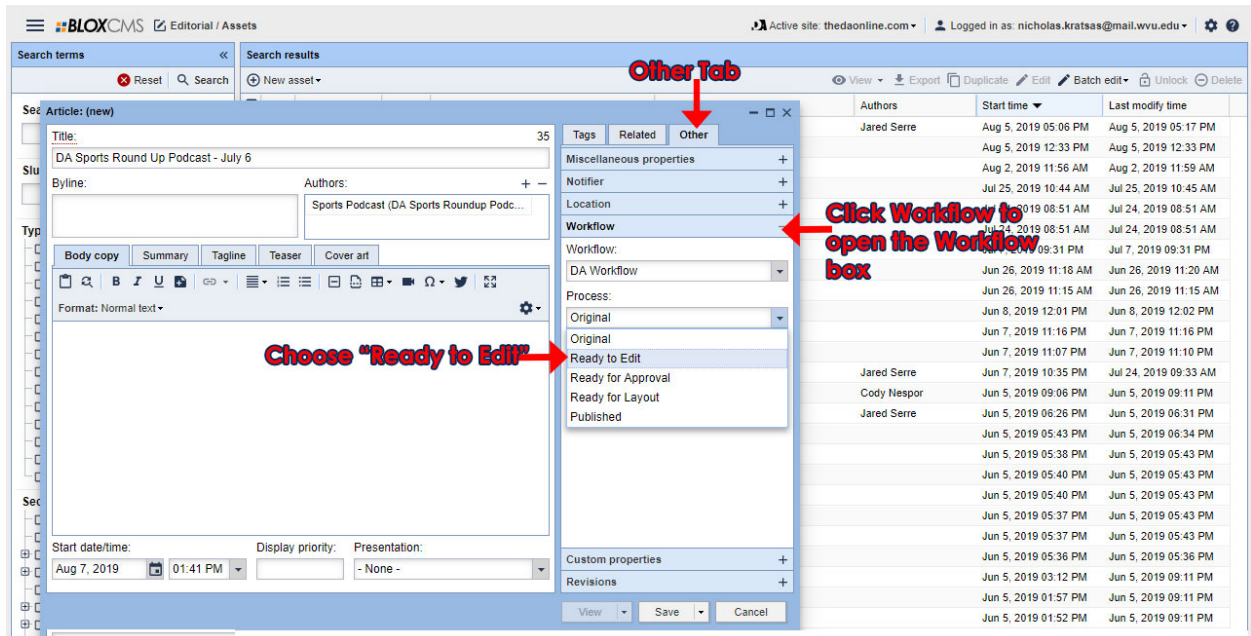 BLOXCMS Editorial / Assets
Active site: thedaonline.com Logged in as: nicholas.kratsas@mail.wvu.edu
Search terms «
Search results
Reset Search
New asset
View Export Duplicate Edit Batch edit Unlock Delete
Other Tab
Article: (new)
Title: 35
DA Sports Round Up Podcast - July 6
Byline:
Authors: + −
Sports Podcast (DA Sports Roundup Podc...
Body copy Summary Tagline Teaser Cover art
B I U
Format: Normal text
Choose “Ready to Edit”
Start date/time: Display priority: Presentation:
Aug 7, 2019 01:41 PM - None -
Tags Related Other
Miscellaneous properties +
Notifier +
Location +
Workflow −
Workflow:
DA Workflow
Process:
Original
Original
Ready to Edit
Ready for Approval
Ready for Layout
Published
Custom properties +
Revisions +
View Save Cancel
Click Workflow to
open the Workflow
box
Authors Start time Last modify time
Jared Serre Aug 5, 2019 05:06 PM Aug 5, 2019 05:17 PM
Aug 5, 2019 12:33 PM Aug 5, 2019 12:33 PM
Aug 2, 2019 11:56 AM Aug 2, 2019 11:59 AM
Jul 25, 2019 10:44 AM Jul 25, 2019 10:45 AM
2019 08:51 AM Jul 24, 2019 08:51 AM
Jul 24, 2019 08:51 AM Jul 24, 2019 08:51 AM
09:31 PM Jul 7, 2019 09:31 PM
Jun 26, 2019 11:18 AM Jun 26, 2019 11:20 AM
Jun 26, 2019 11:15 AM Jun 26, 2019 11:15 AM
Jun 8, 2019 12:01 PM Jun 8, 2019 12:02 PM
Jun 7, 2019 11:16 PM Jun 7, 2019 11:16 PM
Jun 7, 2019 11:07 PM Jun 7, 2019 11:10 PM
Jared Serre Jun 7, 2019 10:35 PM Jul 24, 2019 09:33 AM
Cody Nespor Jun 5, 2019 09:06 PM Jun 5, 2019 09:11 PM
Jared Serre Jun 5, 2019 06:26 PM Jun 5, 2019 06:31 PM
Jun 5, 2019 05:43 PM Jun 5, 2019 06:34 PM
Jun 5, 2019 05:38 PM Jun 5, 2019 05:43 PM
Jun 5, 2019 05:40 PM Jun 5, 2019 05:43 PM
Jun 5, 2019 05:40 PM Jun 5, 2019 05:43 PM
Jun 5, 2019 05:37 PM Jun 5, 2019 05:43 PM
Jun 5, 2019 05:37 PM Jun 5, 2019 05:43 PM
Jun 5, 2019 05:36 PM Jun 5, 2019 05:36 PM
Jun 5, 2019 03:12 PM Jun 5, 2019 09:11 PM
Jun 5, 2019 01:57 PM Jun 5, 2019 09:11 PM
Jun 5, 2019 01:52 PM Jun 5, 2019 09:11 PM